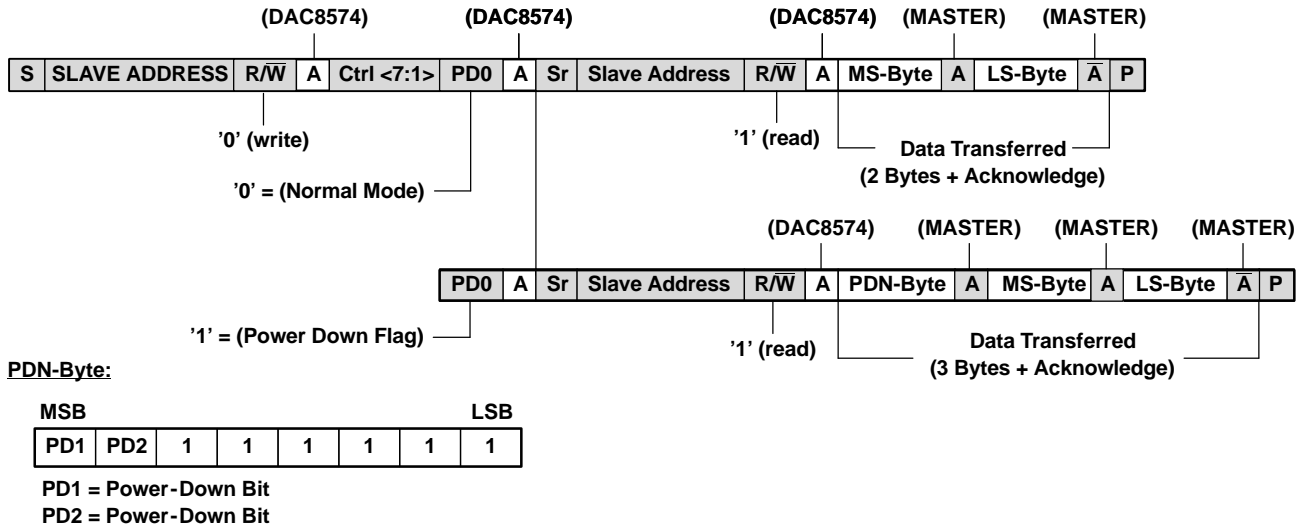 (DAC8574) (DAC8574) (DAC8574) (MASTER) (MASTER)
S SLAVE ADDRESS R/W̅ A Ctrl <7:1> PD0 A Sr Slave Address R/W̅ A MS-Byte A LS-Byte A̅ P
'0' (write) '1' (read) Data Transferred
(2 Bytes + Acknowledge)
'0' = (Normal Mode)
(DAC8574) (MASTER) (MASTER) (MASTER)
PD0 A Sr Slave Address R/W̅ A PDN-Byte A MS-Byte A LS-Byte A̅ P
'1' = (Power Down Flag) '1' (read) Data Transferred
(3 Bytes + Acknowledge)
PDN-Byte:
MSB LSB
PD1 PD2 1 1 1 1 1 1
PD1 = Power-Down Bit
PD2 = Power-Down Bit